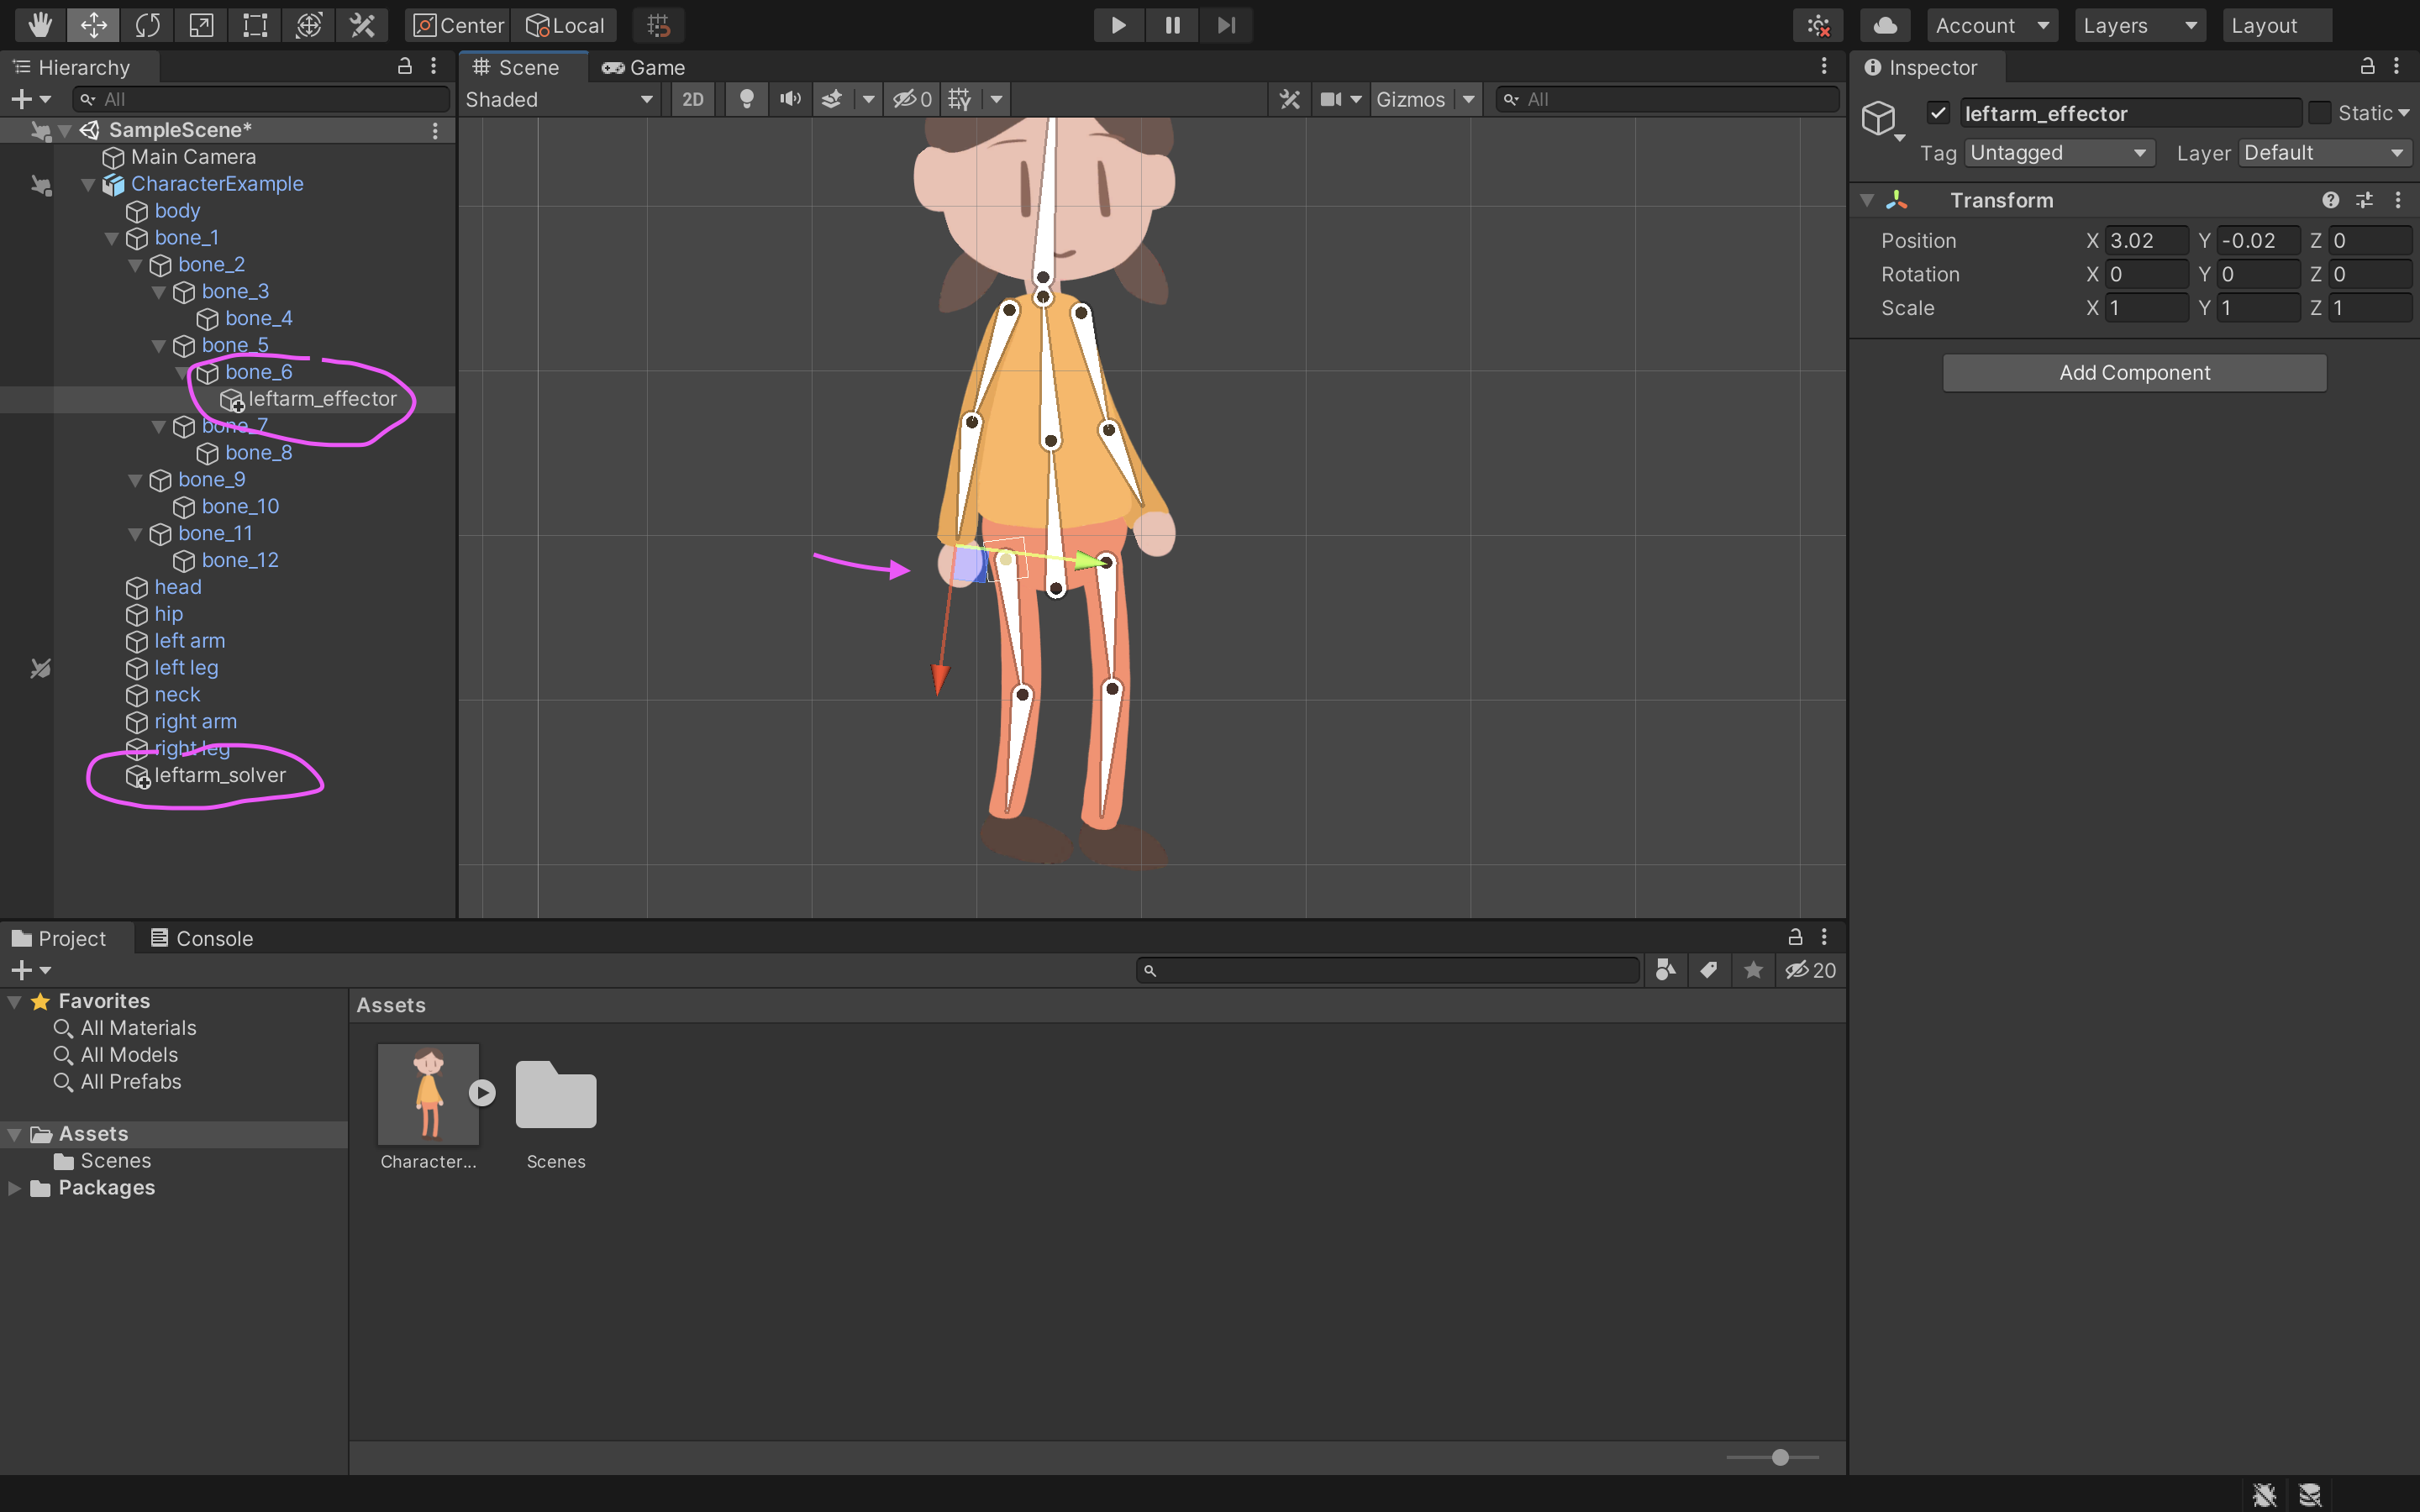 Center Local Account Layers Layout
Hierarchy
All
SampleScene*
Main Camera
CharacterExample
body
bone_1
bone_2
bone_3
bone_4
bone_5
bone_6
leftarm_effector
bone_7
bone_8
bone_9
bone_10
bone_11
bone_12
head
hip
left arm
left leg
neck
right arm
right leg
leftarm_solver
Scene Game
Shaded 2D 0 Gizmos All
Inspector
leftarm_effector Static
Tag Untagged Layer Default
Transform
Position X 3.02 Y -0.02 Z 0
Rotation X 0 Y 0 Z 0
Scale X 1 Y 1 Z 1
Add Component
Project Console
20
Favorites
All Materials
All Models
All Prefabs
Assets
Scenes
Packages
Assets
Character... Scenes